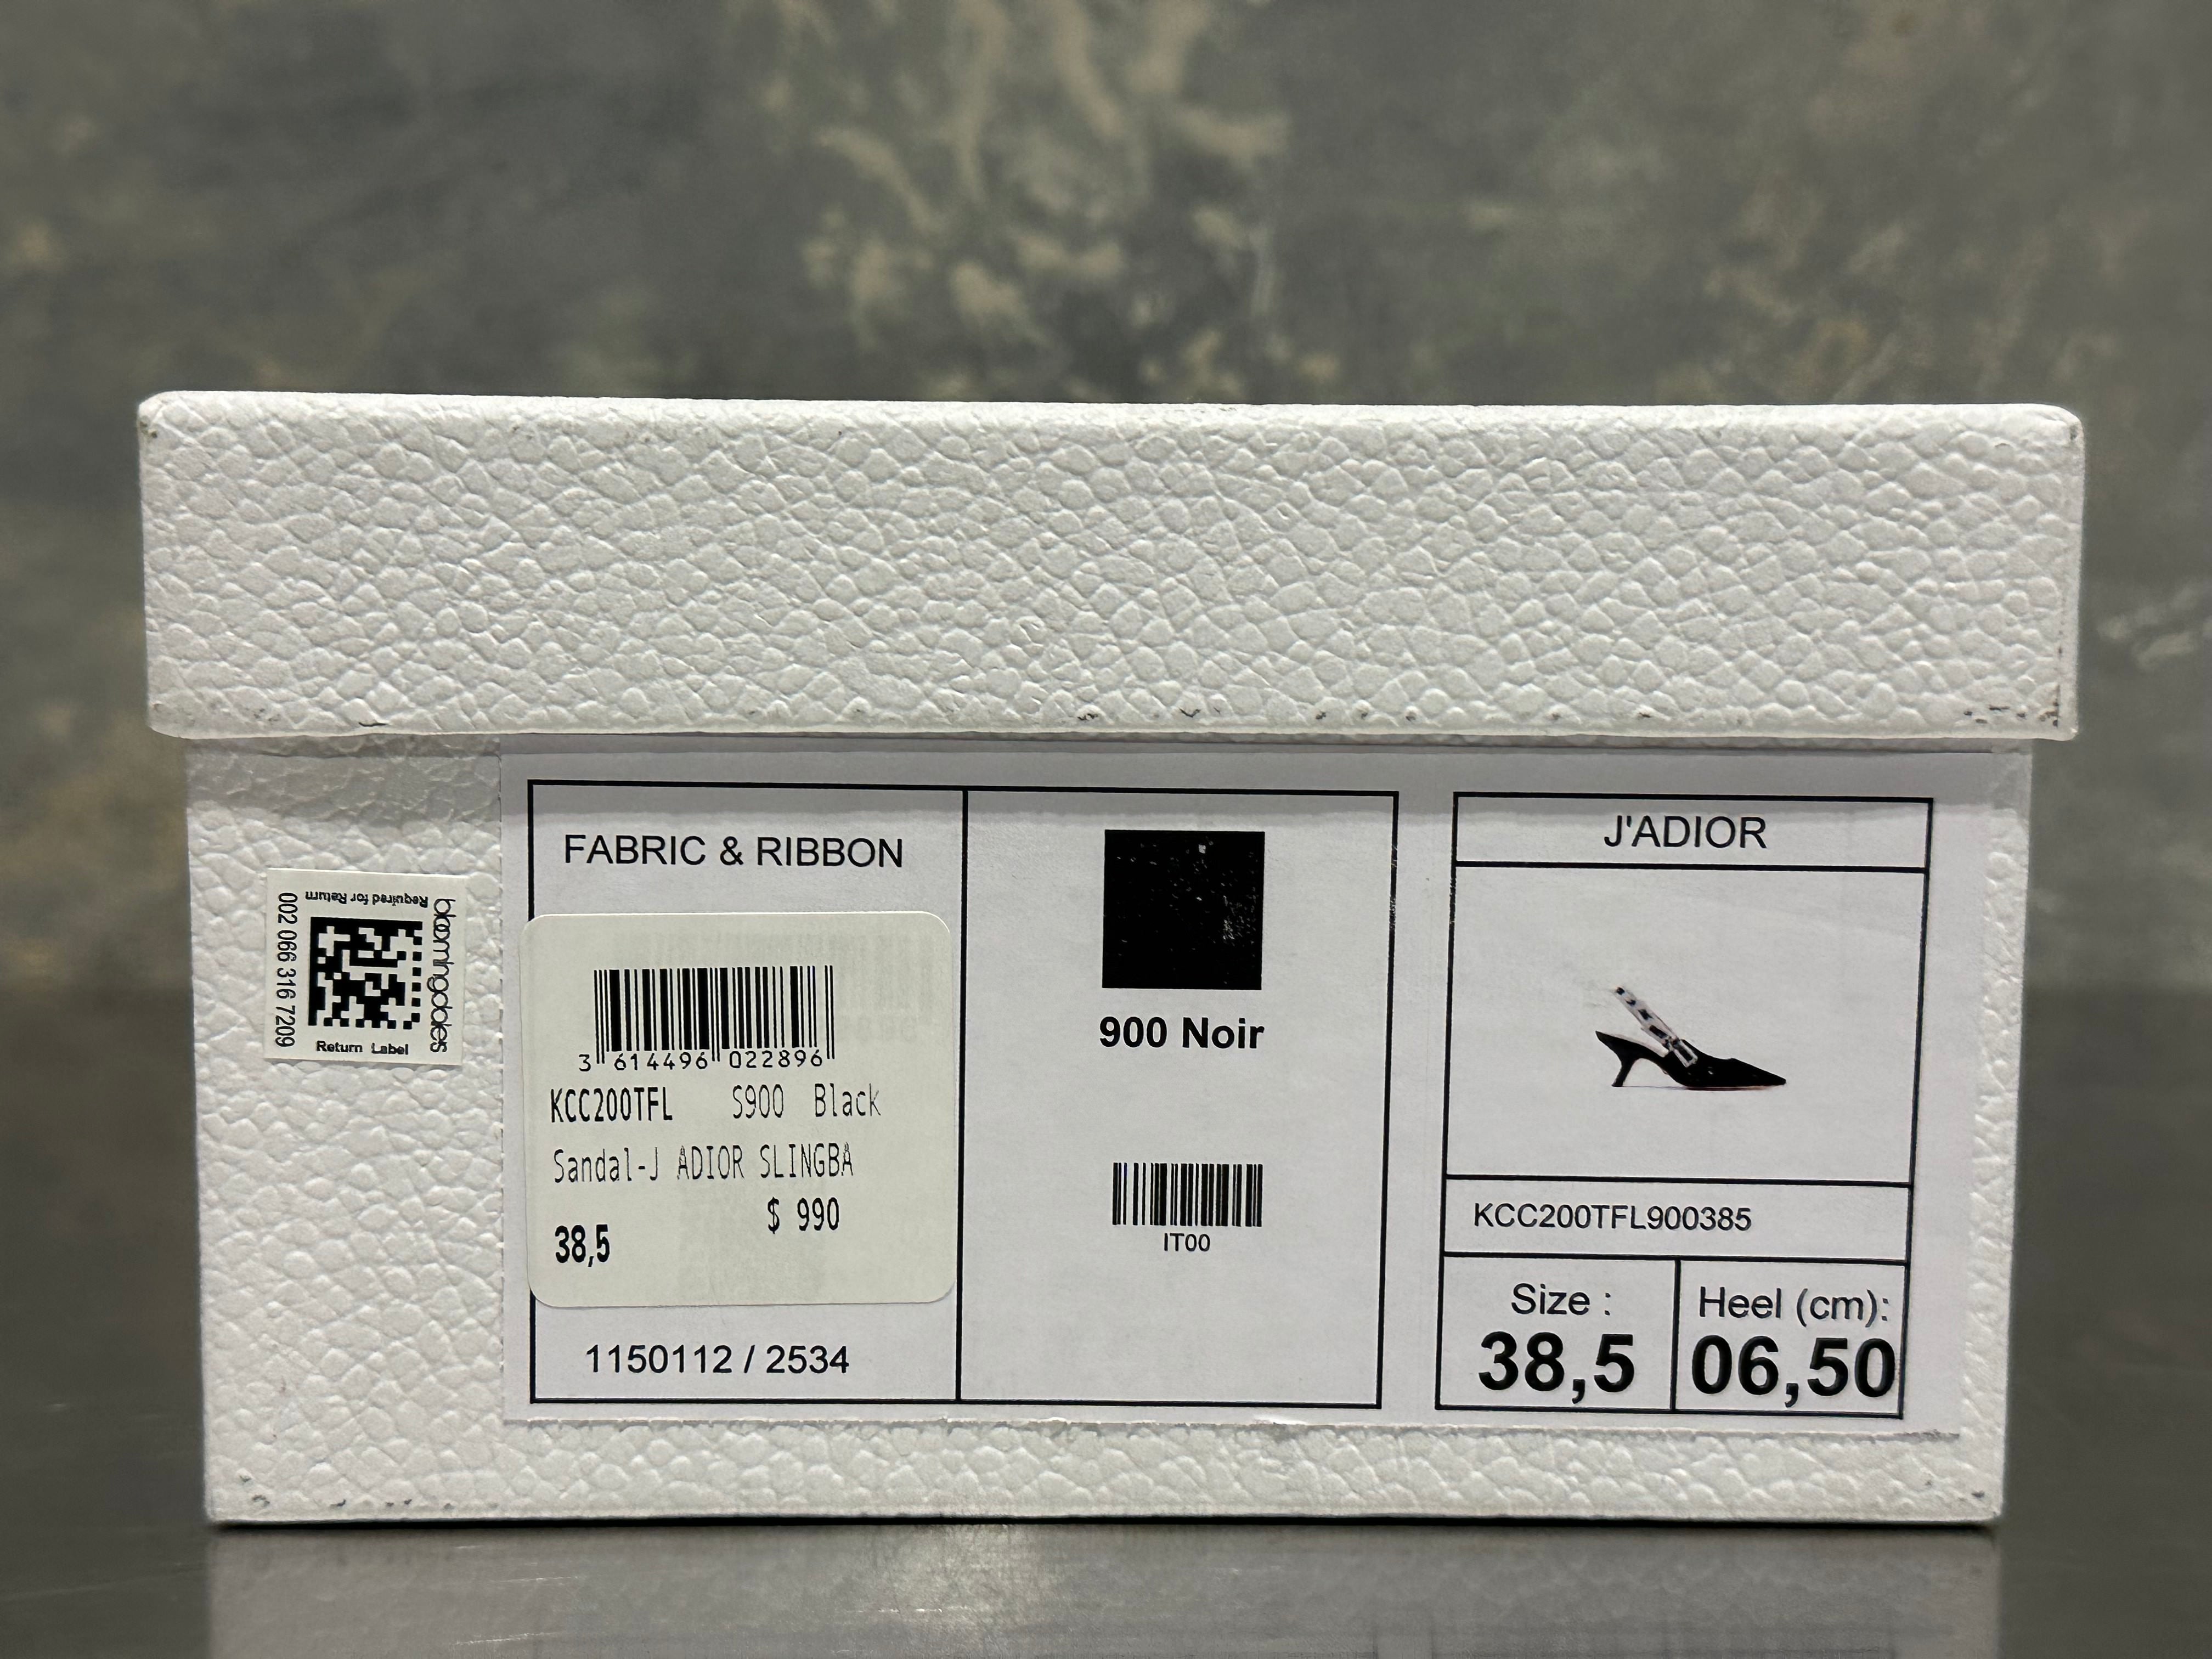 bloomingdales
Required for Return
Return Label
002 066 316 7209
FABRIC & RIBBON
3 614496 022896
KCC200TFL S900 Black
Sandal-J ADIOR SLINGBA
$ 990
38,5
1150112 / 2534
900 Noir
IT00
J'ADIOR
KCC200TFL900385
Size :
38,5
Heel (cm):
06,50